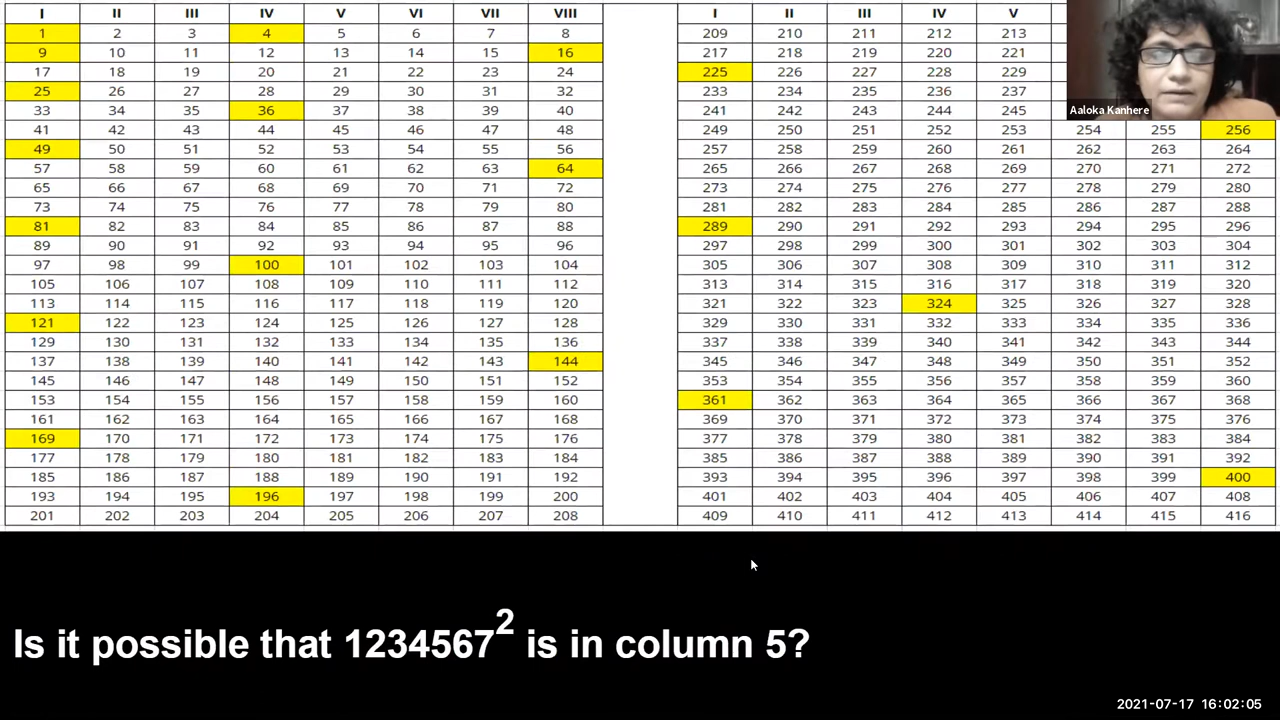 I II III IV V VI VII VIII I II III IV V
1 2 3 4 5 6 7 8 209 210 211 212 213
9 10 11 12 13 14 15 16 217 218 219 220 221
17 18 19 20 21 22 23 24 225 226 227 228 229
25 26 27 28 29 30 31 32 233 234 235 236 237
33 34 35 36 37 38 39 40 241 242 243 244 245 Aaloka Kanhere
41 42 43 44 45 46 47 48 249 250 251 252 253 254 255 256
49 50 51 52 53 54 55 56 257 258 259 260 261 262 263 264
57 58 59 60 61 62 63 64 265 266 267 268 269 270 271 272
65 66 67 68 69 70 71 72 273 274 275 276 277 278 279 280
73 74 75 76 77 78 79 80 281 282 283 284 285 286 287 288
81 82 83 84 85 86 87 88 289 290 291 292 293 294 295 296
89 90 91 92 93 94 95 96 297 298 299 300 301 302 303 304
97 98 99 100 101 102 103 104 305 306 307 308 309 310 311 312
105 106 107 108 109 110 111 112 313 314 315 316 317 318 319 320
113 114 115 116 117 118 119 120 321 322 323 324 325 326 327 328
121 122 123 124 125 126 127 128 329 330 331 332 333 334 335 336
129 130 131 132 133 134 135 136 337 338 339 340 341 342 343 344
137 138 139 140 141 142 143 144 345 346 347 348 349 350 351 352
145 146 147 148 149 150 151 152 353 354 355 356 357 358 359 360
153 154 155 156 157 158 159 160 361 362 363 364 365 366 367 368
161 162 163 164 165 166 167 168 369 370 371 372 373 374 375 376
169 170 171 172 173 174 175 176 377 378 379 380 381 382 383 384
177 178 179 180 181 182 183 184 385 386 387 388 389 390 391 392
185 186 187 188 189 190 191 192 393 394 395 396 397 398 399 400
193 194 195 196 197 198 199 200 401 402 403 404 405 406 407 408
201 202 203 204 205 206 207 208 409 410 411 412 413 414 415 416
Is it possible that 1234567² is in column 5?
2021-07-17 16:02:05